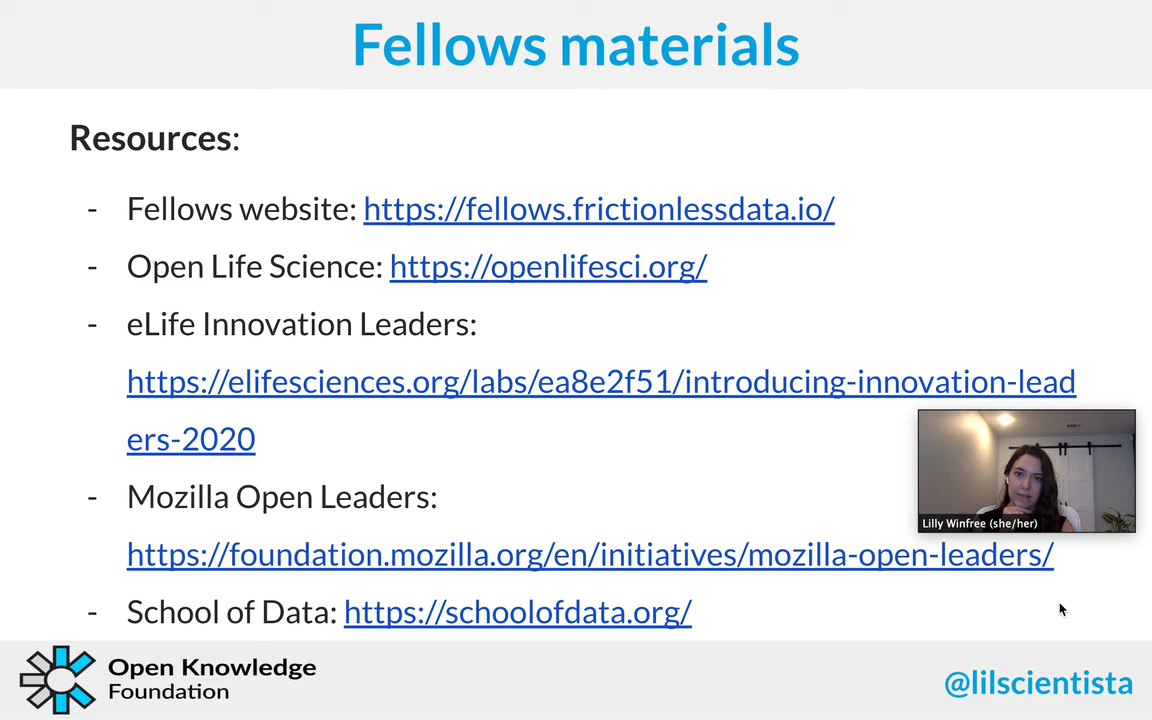 Fellows materials
Resources:
- Fellows website: https://fellows.frictionlessdata.io/
- Open Life Science: https://openlifesci.org/
- eLife Innovation Leaders:
https://elifesciences.org/labs/ea8e2f51/introducing-innovation-lead
ers-2020
- Mozilla Open Leaders:
https://foundation.mozilla.org/en/initiatives/mozilla-open-leaders/
- School of Data: https://schoolofdata.org/
Lilly Winfree (she/her)
Open Knowledge
Foundation
@lilscientista